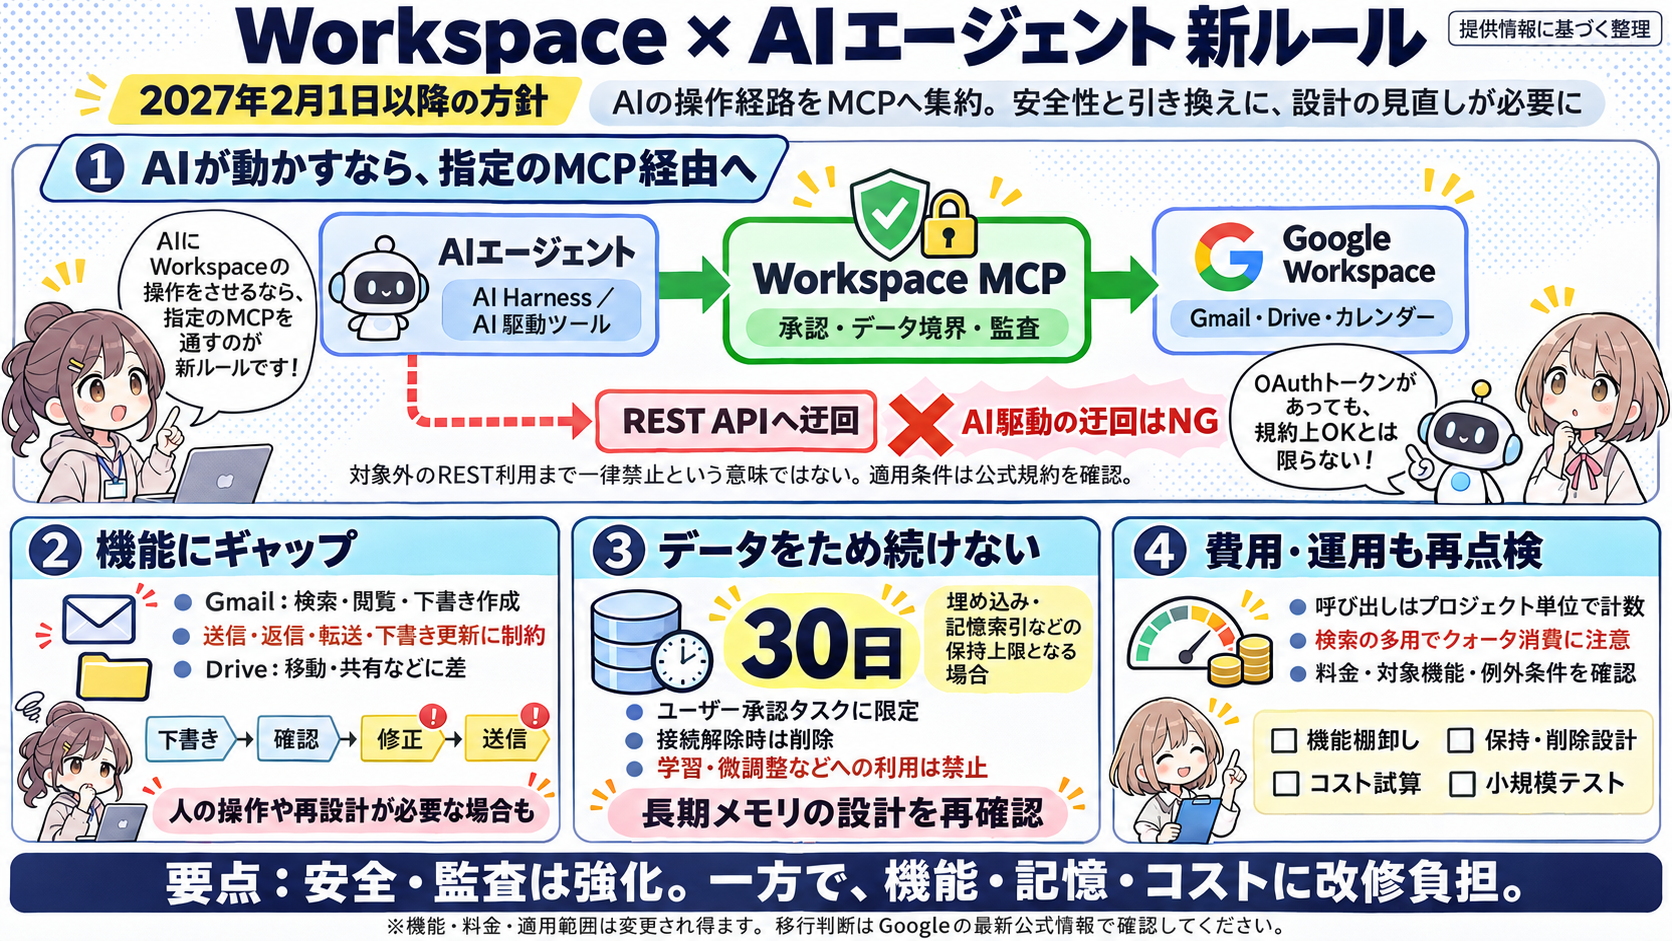 Workspace × AIエージェント 新ルール
提供情報に基づく整理
2027年2月1日以降の方針
AIの操作経路をMCPへ集約。安全性と引き換えに、設計の見直しが必要に
1 AIが動かすなら、指定のMCP経由へ
AIに
Workspaceの
操作をさせるなら、
指定のMCPを
通すのが
新ルールです!
AIエージェント
AI Harness /
AI 駆動ツール
Workspace MCP
承認・データ境界・監査
Google
Workspace
Gmail・Drive・カレンダー
REST APIへ迂回
AI駆動の迂回はNG
OAuthトークンが
あっても、
規約上OKとは
限らない!
対象外のREST利用まで一律禁止という意味ではない。適用条件は公式規約を確認。
2 機能にギャップ
Gmail:検索・閲覧・下書き作成
送信・返信・転送・下書き更新に制約
Drive:移動・共有などに差
下書き
確認
修正
!
送信
!
人の操作や再設計が必要な場合も
3 データをため続けない
30日
埋め込み・
記憶索引などの
保持上限となる
場合
ユーザー承認タスクに限定
接続解除時は削除
学習・微調整などへの利用は禁止
長期メモリの設計を再確認
4 費用・運用も再点検
呼び出しはプロジェクト単位で計数
検索の多用でクォータ消費に注意
料金・対象機能・例外条件を確認
機能棚卸し
保持・削除設計
コスト試算
小規模テスト
要点:安全・監査は強化。一方で、機能・記憶・コストに改修負担。
※機能・料金・適用範囲は変更され得ます。移行判断はGoogleの最新公式情報で確認してください。